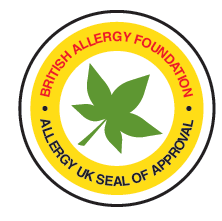 BRITISH ALLERGY FOUNDATION
ALLERGY UK SEAL OF APPROVAL